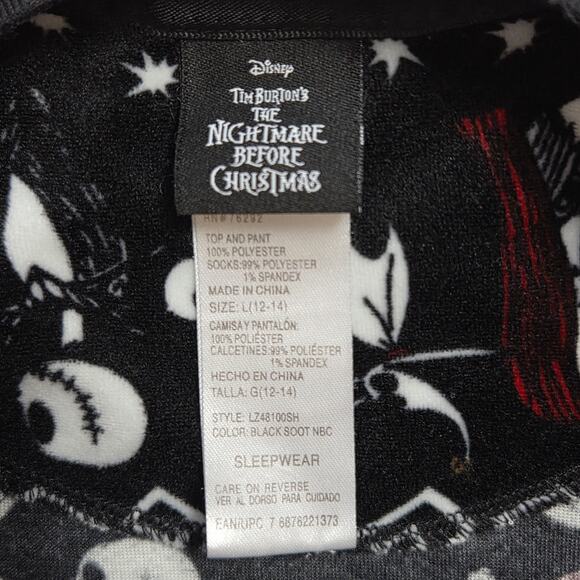 Disney
TIM BURTON'S
THE
NIGHTMARE
BEFORE
CHRISTMAS
RN# 76292
TOP AND PANT
100% POLYESTER
SOCKS:99% POLYESTER
1% SPANDEX
MADE IN CHINA
SIZE: L(12-14)
CAMISAY PANTALÓN:
100% POLIÉSTER
CALCETINES:99% POLIÉSTER
1% SPANDEX
HECHO EN CHINA
TALLA: G(12-14)
STYLE: LZ48100SH
COLOR: BLACK SOOT NBC
SLEEPWEAR
CARE ON REVERSE
VER AL DORSO PARA CUIDADO
EAN/UPC 7 6876221373